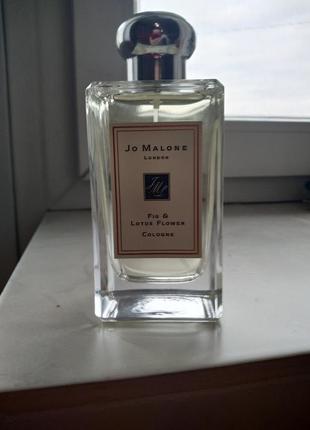 JO MALONE
LONDON
JM
FIG &
LOTUS FLOWER
COLOGNE